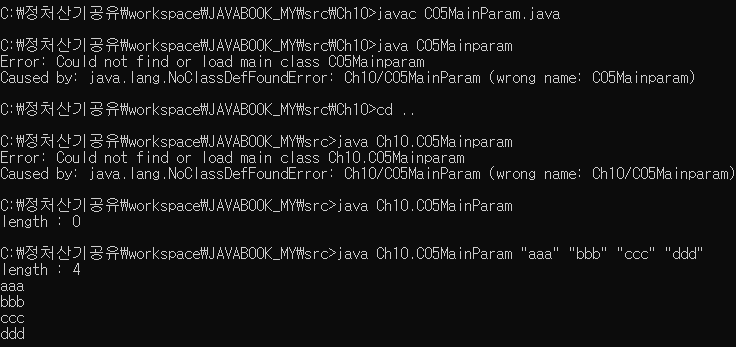 C:₩정처산기공유₩workspace₩JAVABOOK_MY₩src₩Ch10>javac C05MainParam.java
C:₩정처산기공유₩workspace₩JAVABOOK_MY₩src₩Ch10>java C05Mainparam
Error: Could not find or load main class C05Mainparam
Caused by: java.lang.NoClassDefFoundError: Ch10/C05MainParam (wrong name: C05Mainparam)
C:₩정처산기공유₩workspace₩JAVABOOK_MY₩src₩Ch10>cd ..
C:₩정처산기공유₩workspace₩JAVABOOK_MY₩src>java Ch10.C05Mainparam
Error: Could not find or load main class Ch10.C05Mainparam
Caused by: java.lang.NoClassDefFoundError: Ch10/C05MainParam (wrong name: Ch10/C05Mainparam)
C:₩정처산기공유₩workspace₩JAVABOOK_MY₩src>java Ch10.C05MainParam
length : 0
C:₩정처산기공유₩workspace₩JAVABOOK_MY₩src>java Ch10.C05MainParam "aaa" "bbb" "ccc" "ddd"
length : 4
aaa
bbb
ccc
ddd